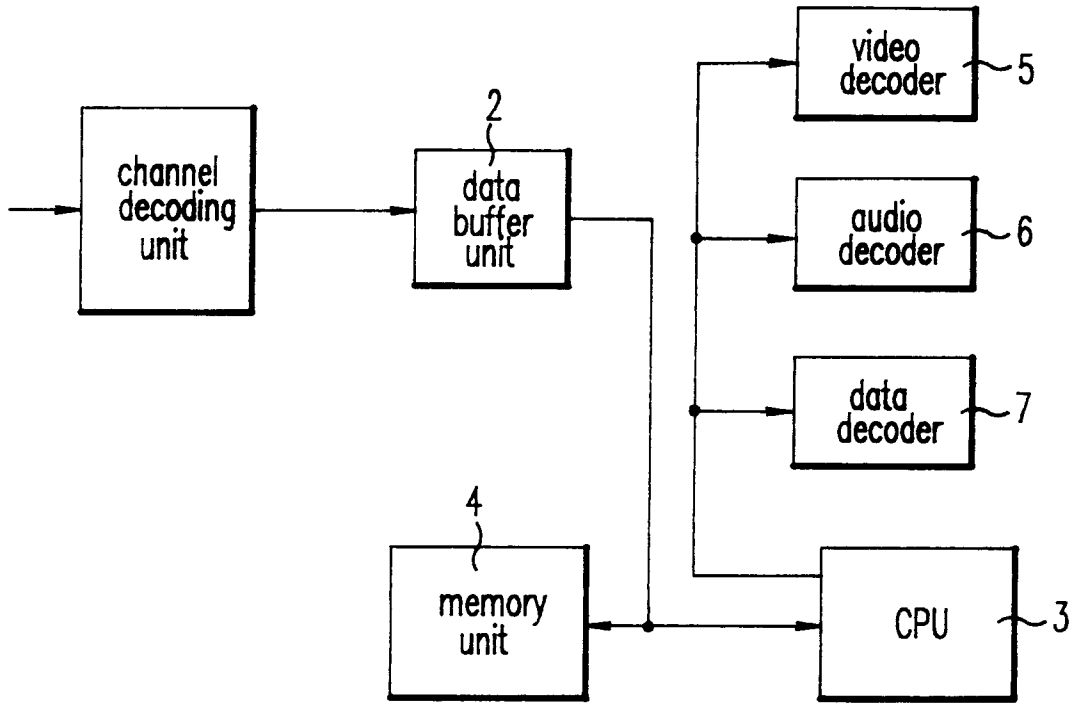 channel
decoding
unit
2
data
buffer
unit
video
decoder
5
audio
decoder
6
data
decoder
7
4
memory
unit
CPU
3